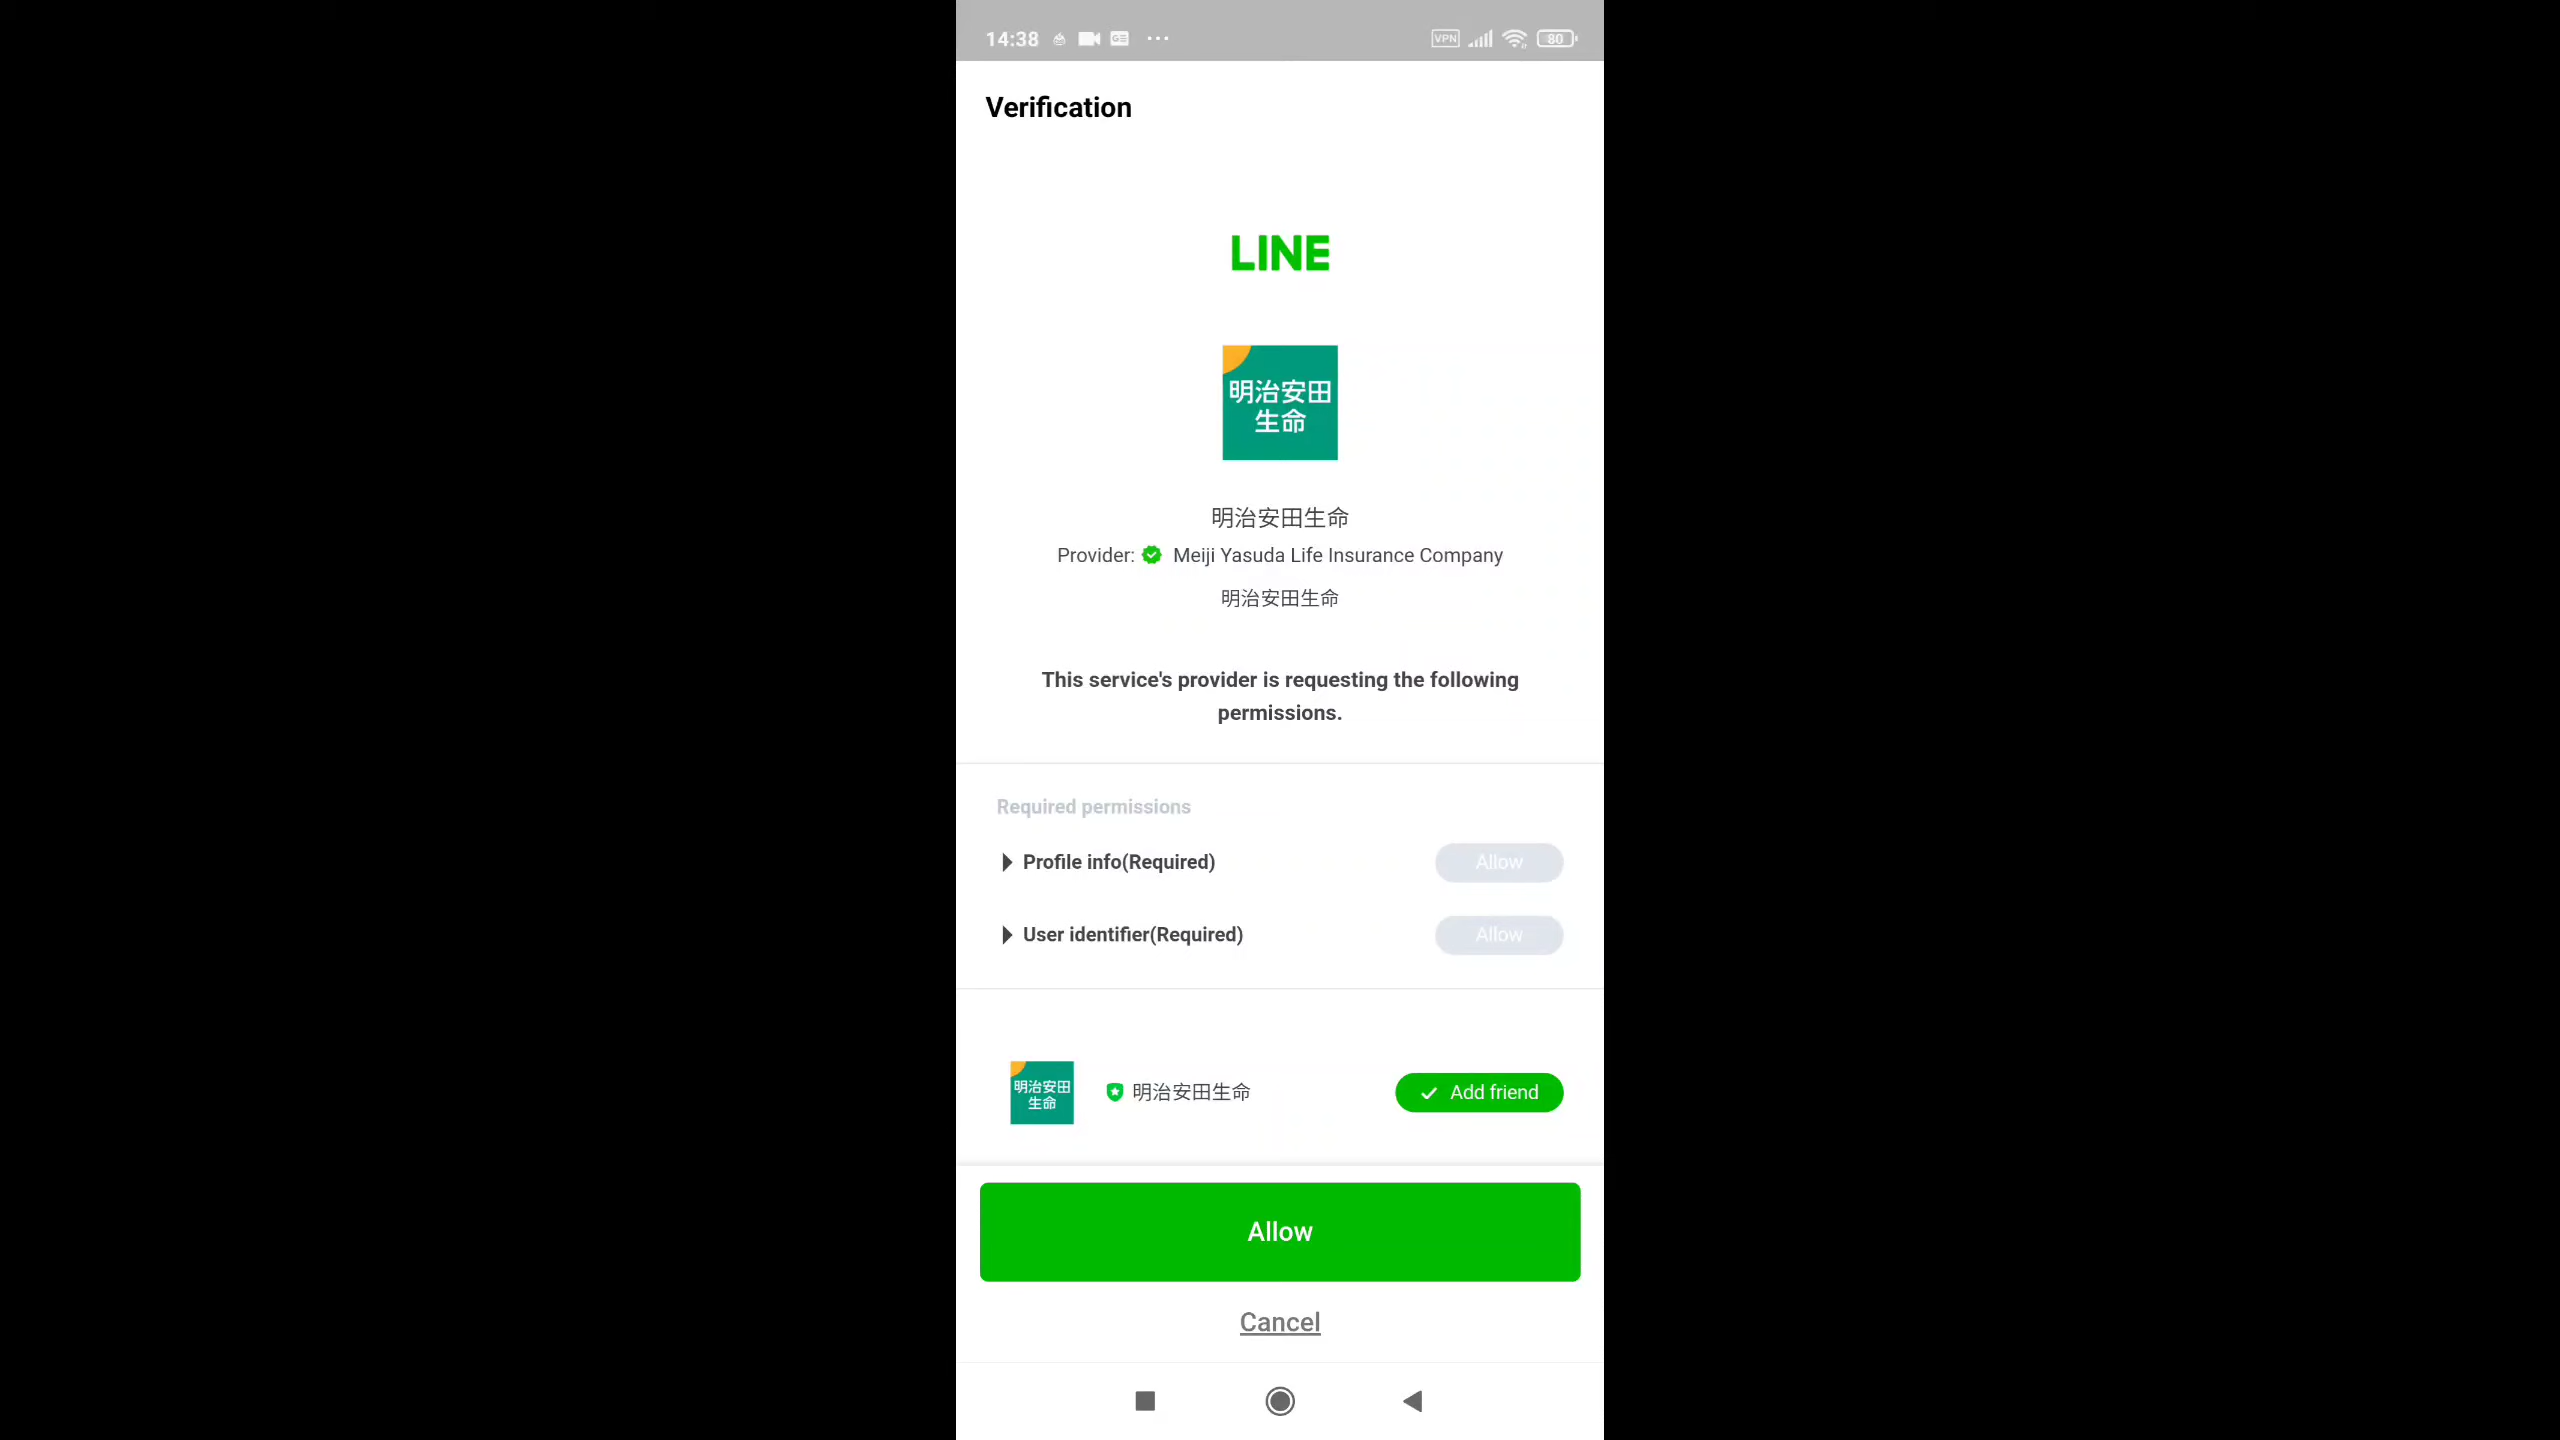 14:38
VPN
80
Verification
LINE
明治安田
生命
明治安田生命
Provider: Meiji Yasuda Life Insurance Company
明治安田生命
This service's provider is requesting the following
permissions.
Required permissions
Profile info(Required) Allow
User identifier(Required) Allow
明治安田
生命
明治安田生命
Add friend
Allow
Cancel